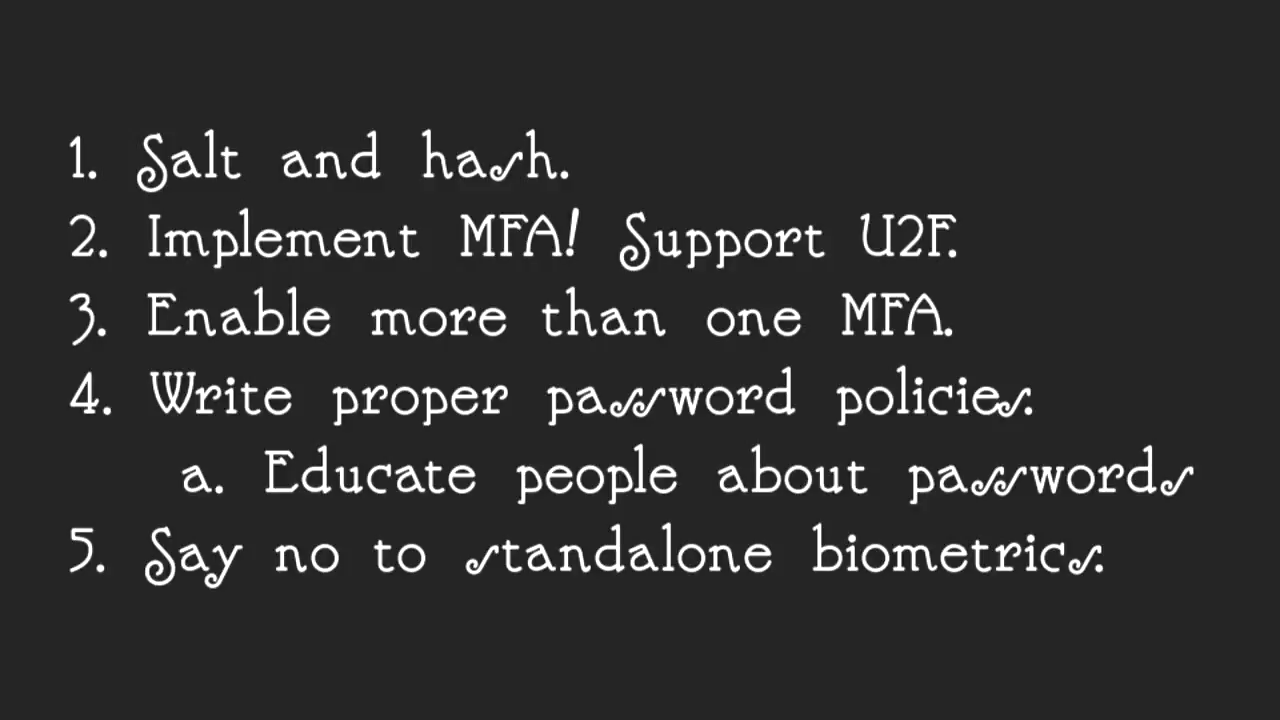 1. Salt and hash.
2. Implement MFA! Support U2F.
3. Enable more than one MFA.
4. Write proper password policies.
a. Educate people about passwords
5. Say no to standalone biometrics.